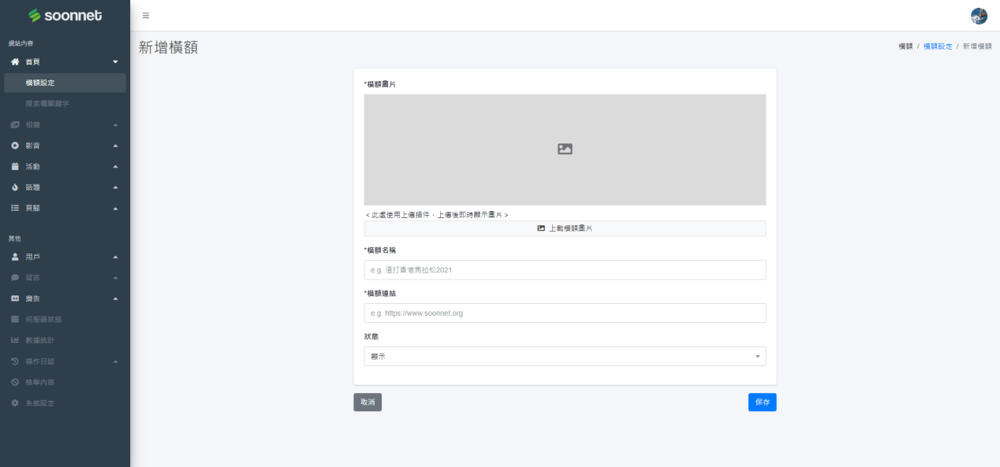 soonnet
網站內容
首頁
橫額設定
搜索欄關鍵字
相簿
影音
活動
話題
頁腳
其他
用戶
留言
廣告
伺服器狀態
數據統計
操作日誌
檢舉內容
系統設定
新增橫額
橫額 / 橫額設定 / 新增橫額
*橫額圖片
< 此處使用上傳插件，上傳後即時顯示圖片 >
上載橫額圖片
*橫額名稱
e.g. 渣打香港馬拉松2021
*橫額連結
e.g. https://www.soonnet.org
狀態
顯示
取消
保存